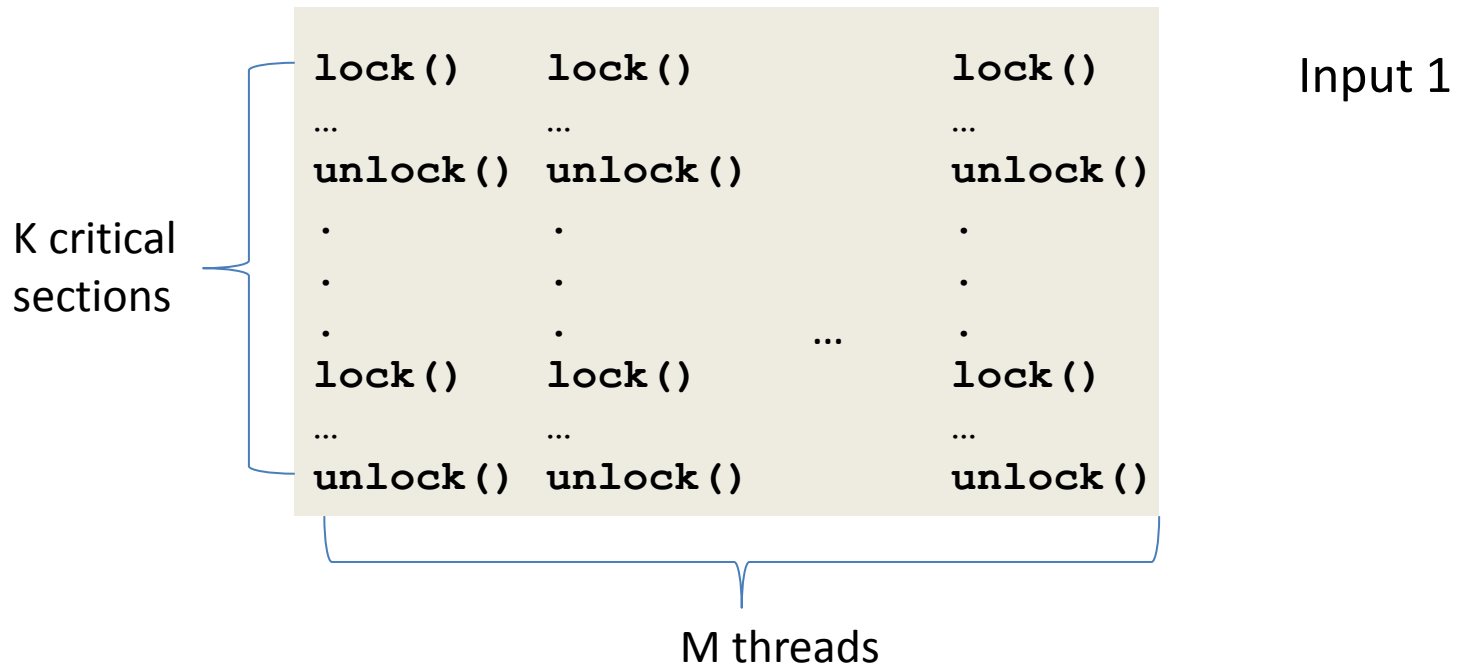 lock() lock() lock() Input 1
… … …
unlock() unlock() unlock()
K critical
sections
. . .
. . .
. . … .
lock() lock() lock()
… … …
unlock() unlock() unlock()
M threads